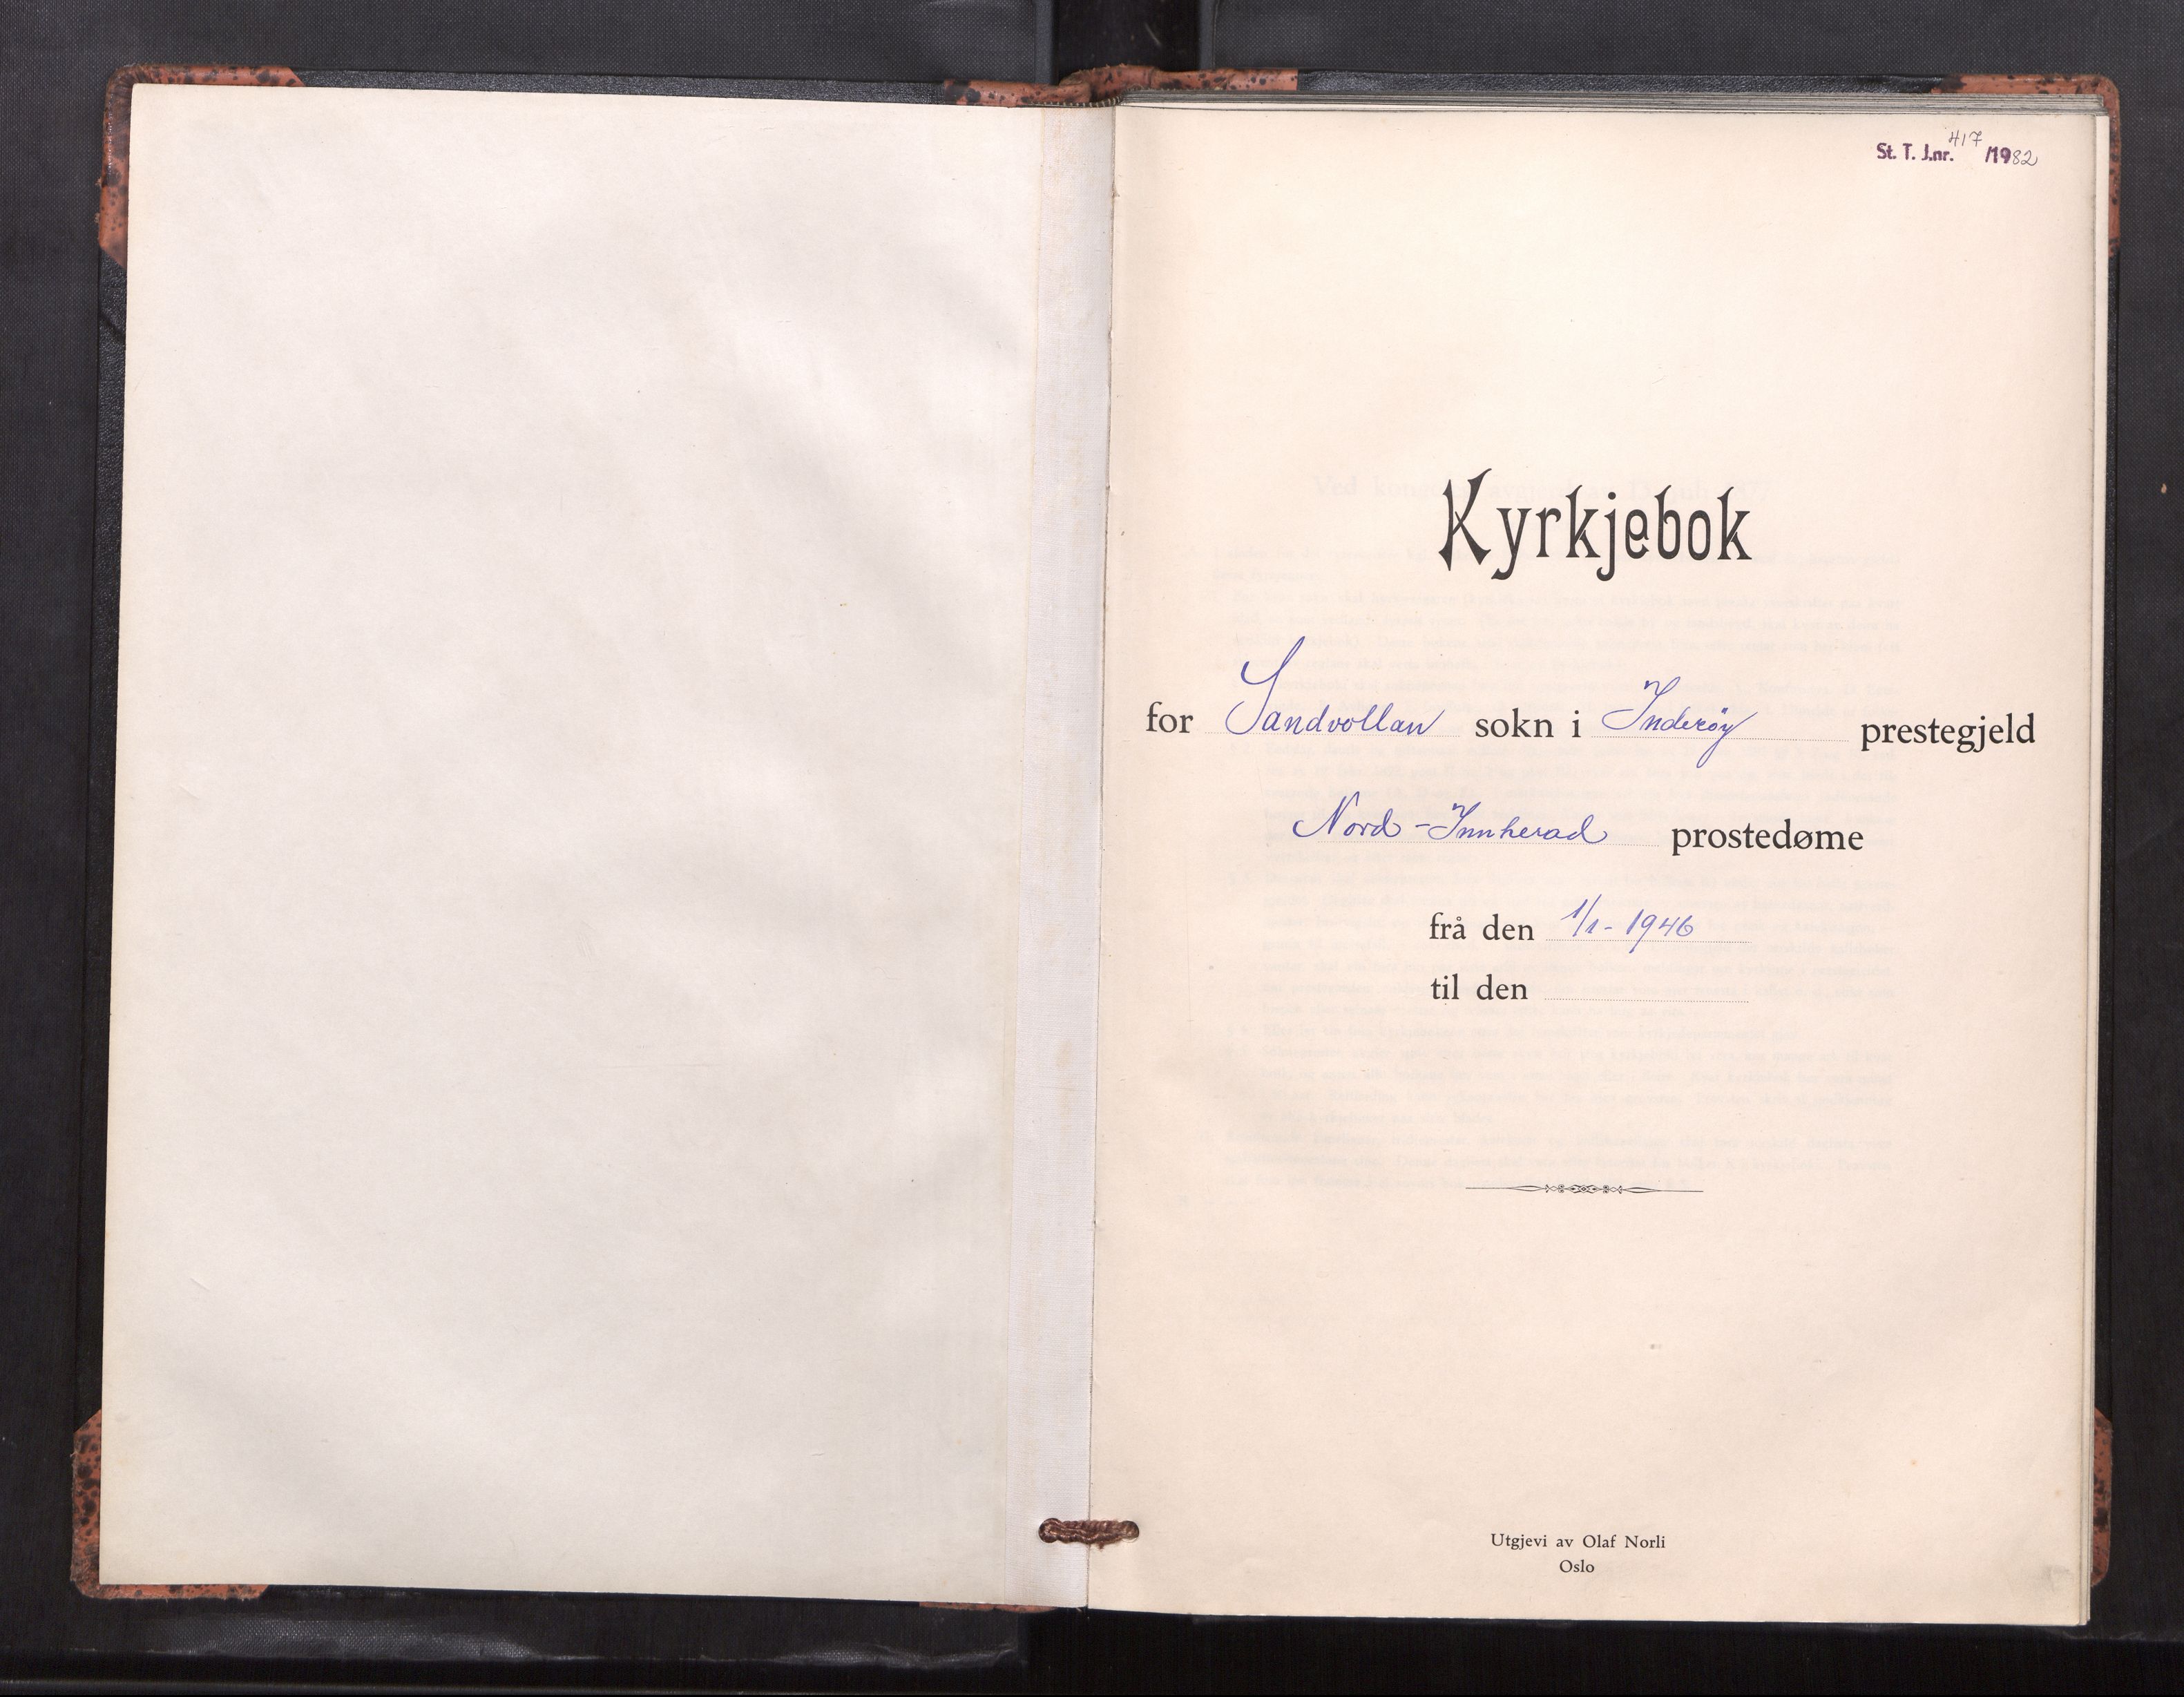 St. T. J.nr. 417 /1982
Kyrkjebok
for Sandvollan sokn i Inderøy prestegjeld
Nord-Innherad prostedøme
frå den 1/1-1946
til den
Utgjevi av Olaf Norli
Oslo